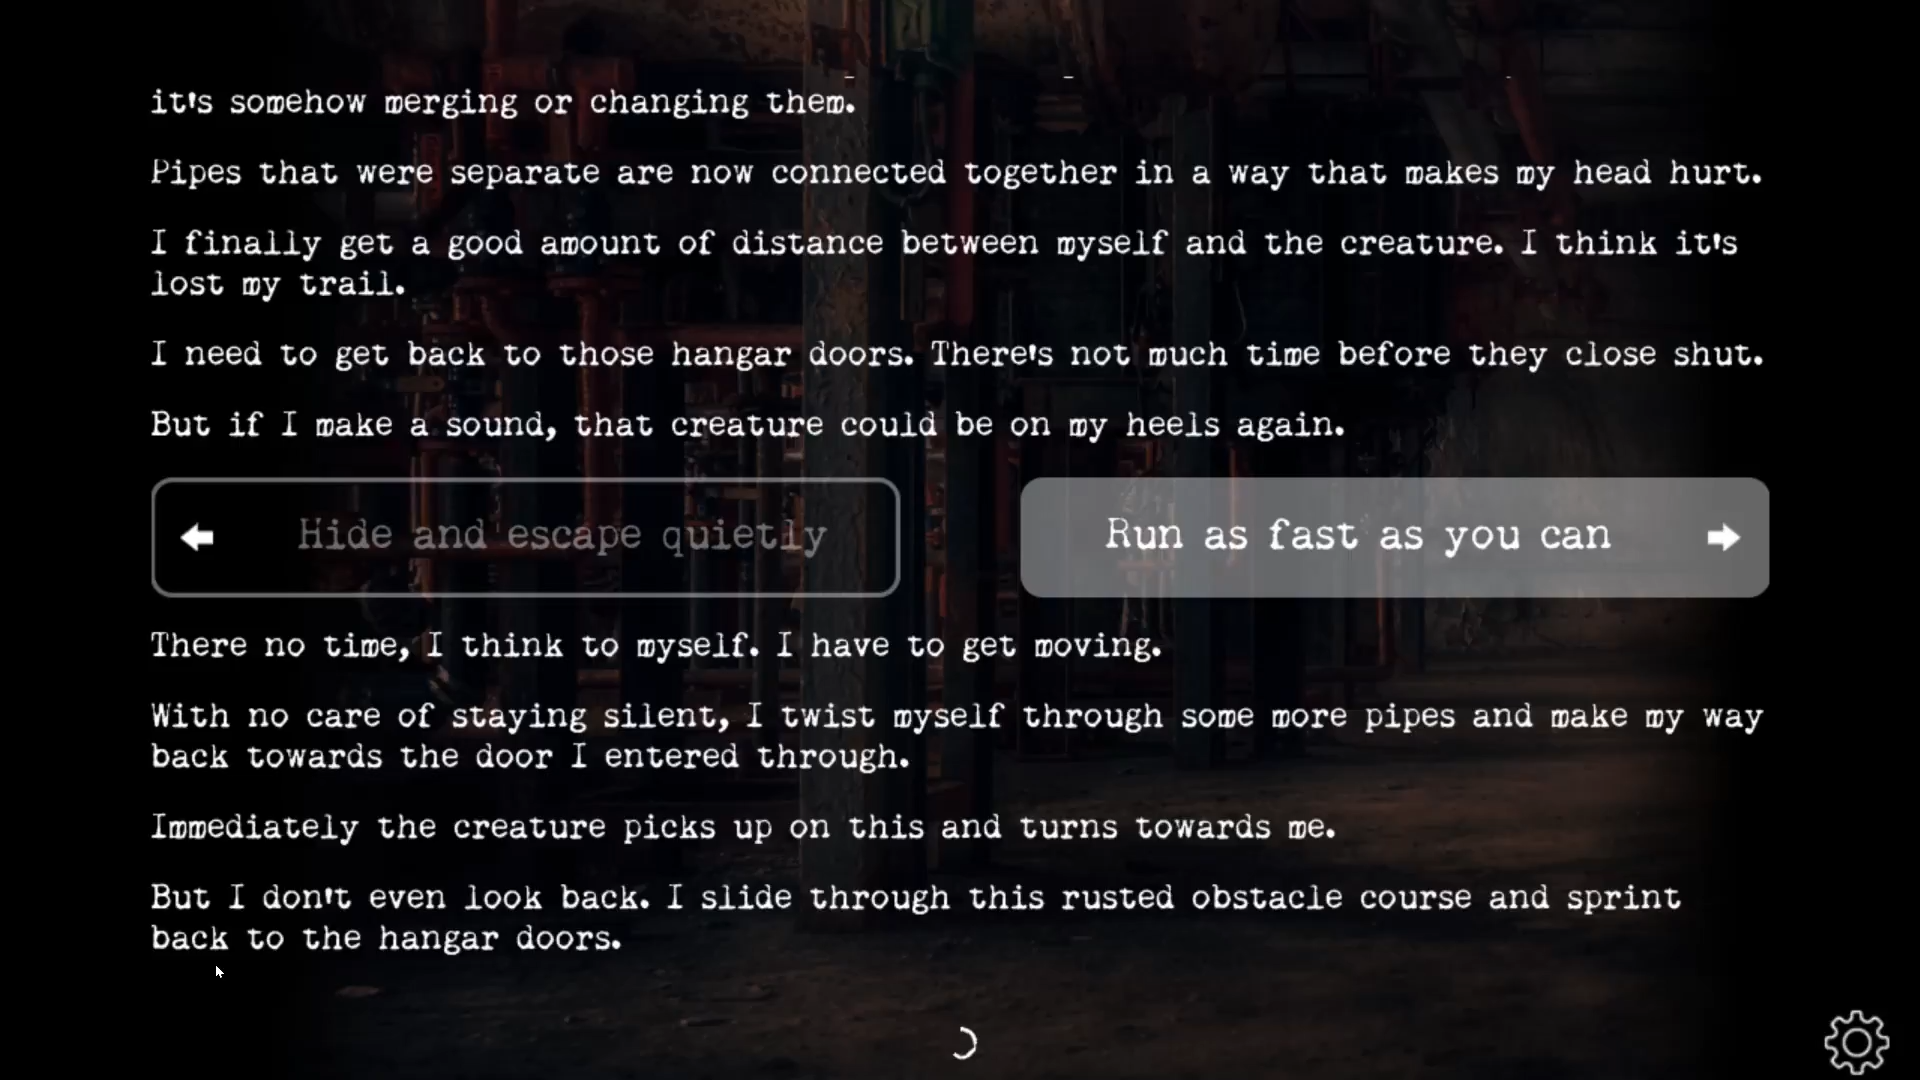 it's somehow merging or changing them.
Pipes that were separate are now connected together in a way that makes my head hurt.
I finally get a good amount of distance between myself and the creature. I think it's
lost my trail.
I need to get back to those hangar doors. There's not much time before they close shut.
But if I make a sound, that creature could be on my heels again.
Hide and escape quietly
Run as fast as you can
There no time, I think to myself. I have to get moving.
With no care of staying silent, I twist myself through some more pipes and make my way
back towards the door I entered through.
Immediately the creature picks up on this and turns towards me.
But I don't even look back. I slide through this rusted obstacle course and sprint
back to the hangar doors.